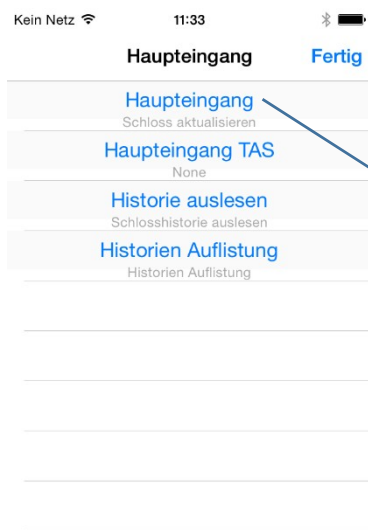 Kein Netz 11:33
Haupteingang Fertig
Haupteingang
Schloss aktualisieren
Haupteingang TAS
None
Historie auslesen
Schlosshistorie auslesen
Historien Auflistung
Historien Auflistung